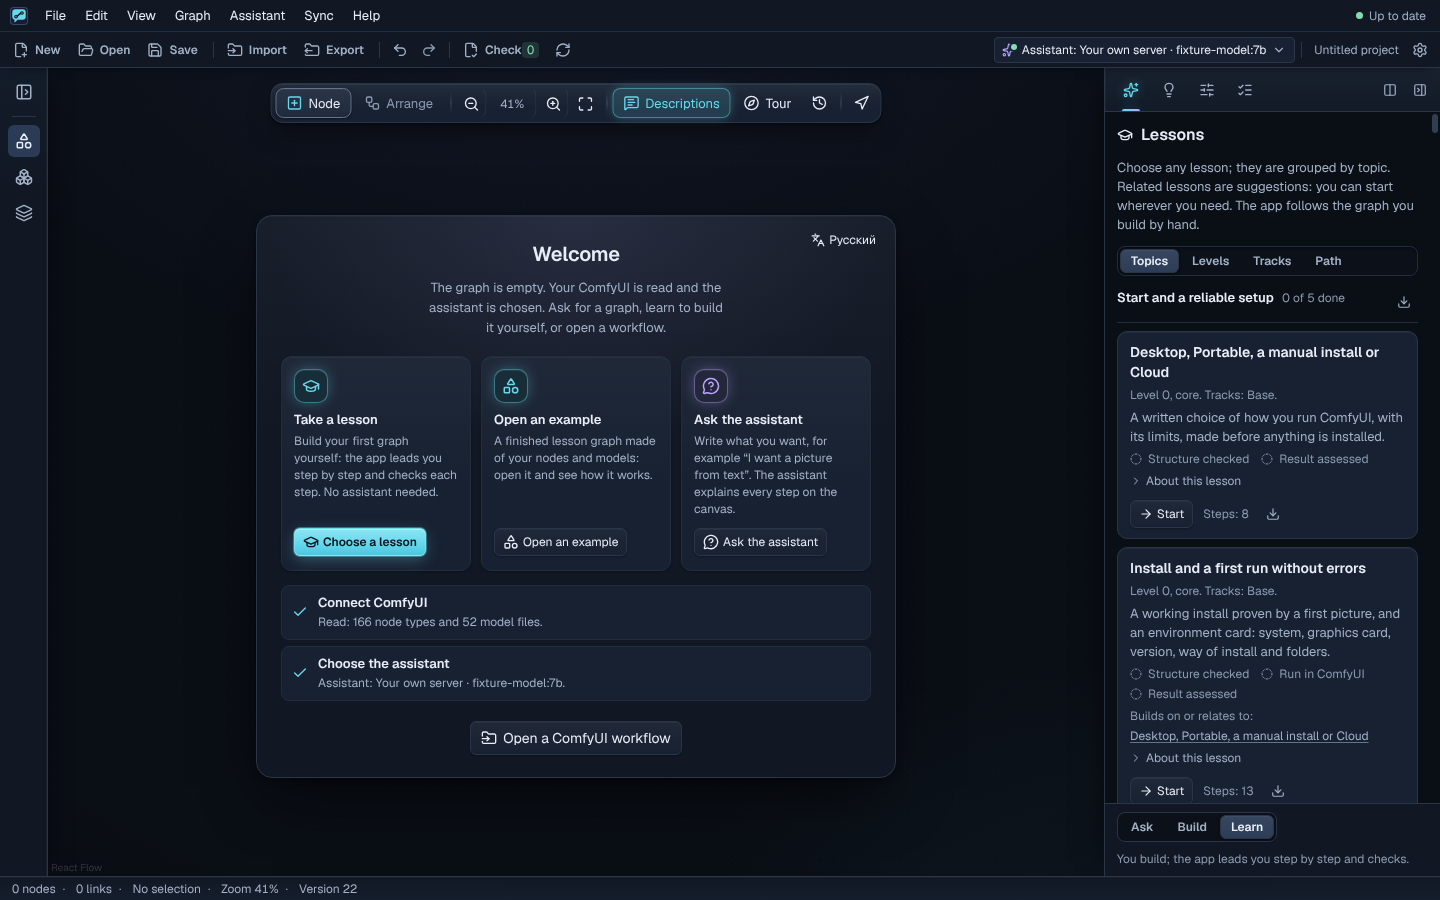 File Edit View Graph Assistant Sync Help
Up to date
New Open Save Import Export Check 0
Assistant: Your own server · fixture-model:7b
Untitled project
Node Arrange 41% Descriptions Tour
Русский
Welcome
The graph is empty. Your ComfyUI is read and the
assistant is chosen. Ask for a graph, learn to build
it yourself, or open a workflow.
Take a lesson
Build your first graph
yourself: the app leads you
step by step and checks each
step. No assistant needed.
Choose a lesson
Open an example
A finished lesson graph made
of your nodes and models:
open it and see how it works.
Open an example
Ask the assistant
Write what you want, for
example “I want a picture
from text”. The assistant
explains every step on the
canvas.
Ask the assistant
Connect ComfyUI
Read: 166 node types and 52 model files.
Choose the assistant
Assistant: Your own server · fixture-model:7b.
Open a ComfyUI workflow
React Flow
Lessons
Choose any lesson; they are grouped by topic.
Related lessons are suggestions: you can start
wherever you need. The app follows the graph you
build by hand.
Topics Levels Tracks Path
Start and a reliable setup 0 of 5 done
Desktop, Portable, a manual install or
Cloud
Level 0, core. Tracks: Base.
A written choice of how you run ComfyUI, with
its limits, made before anything is installed.
Structure checked Result assessed
About this lesson
Start Steps: 8
Install and a first run without errors
Level 0, core. Tracks: Base.
A working install proven by a first picture, and
an environment card: system, graphics card,
version, way of install and folders.
Structure checked Run in ComfyUI
Result assessed
Builds on or relates to:
Desktop, Portable, a manual install or Cloud
About this lesson
Start Steps: 13
Ask Build Learn
You build; the app leads you step by step and checks.
0 nodes · 0 links · No selection · Zoom 41% · Version 22